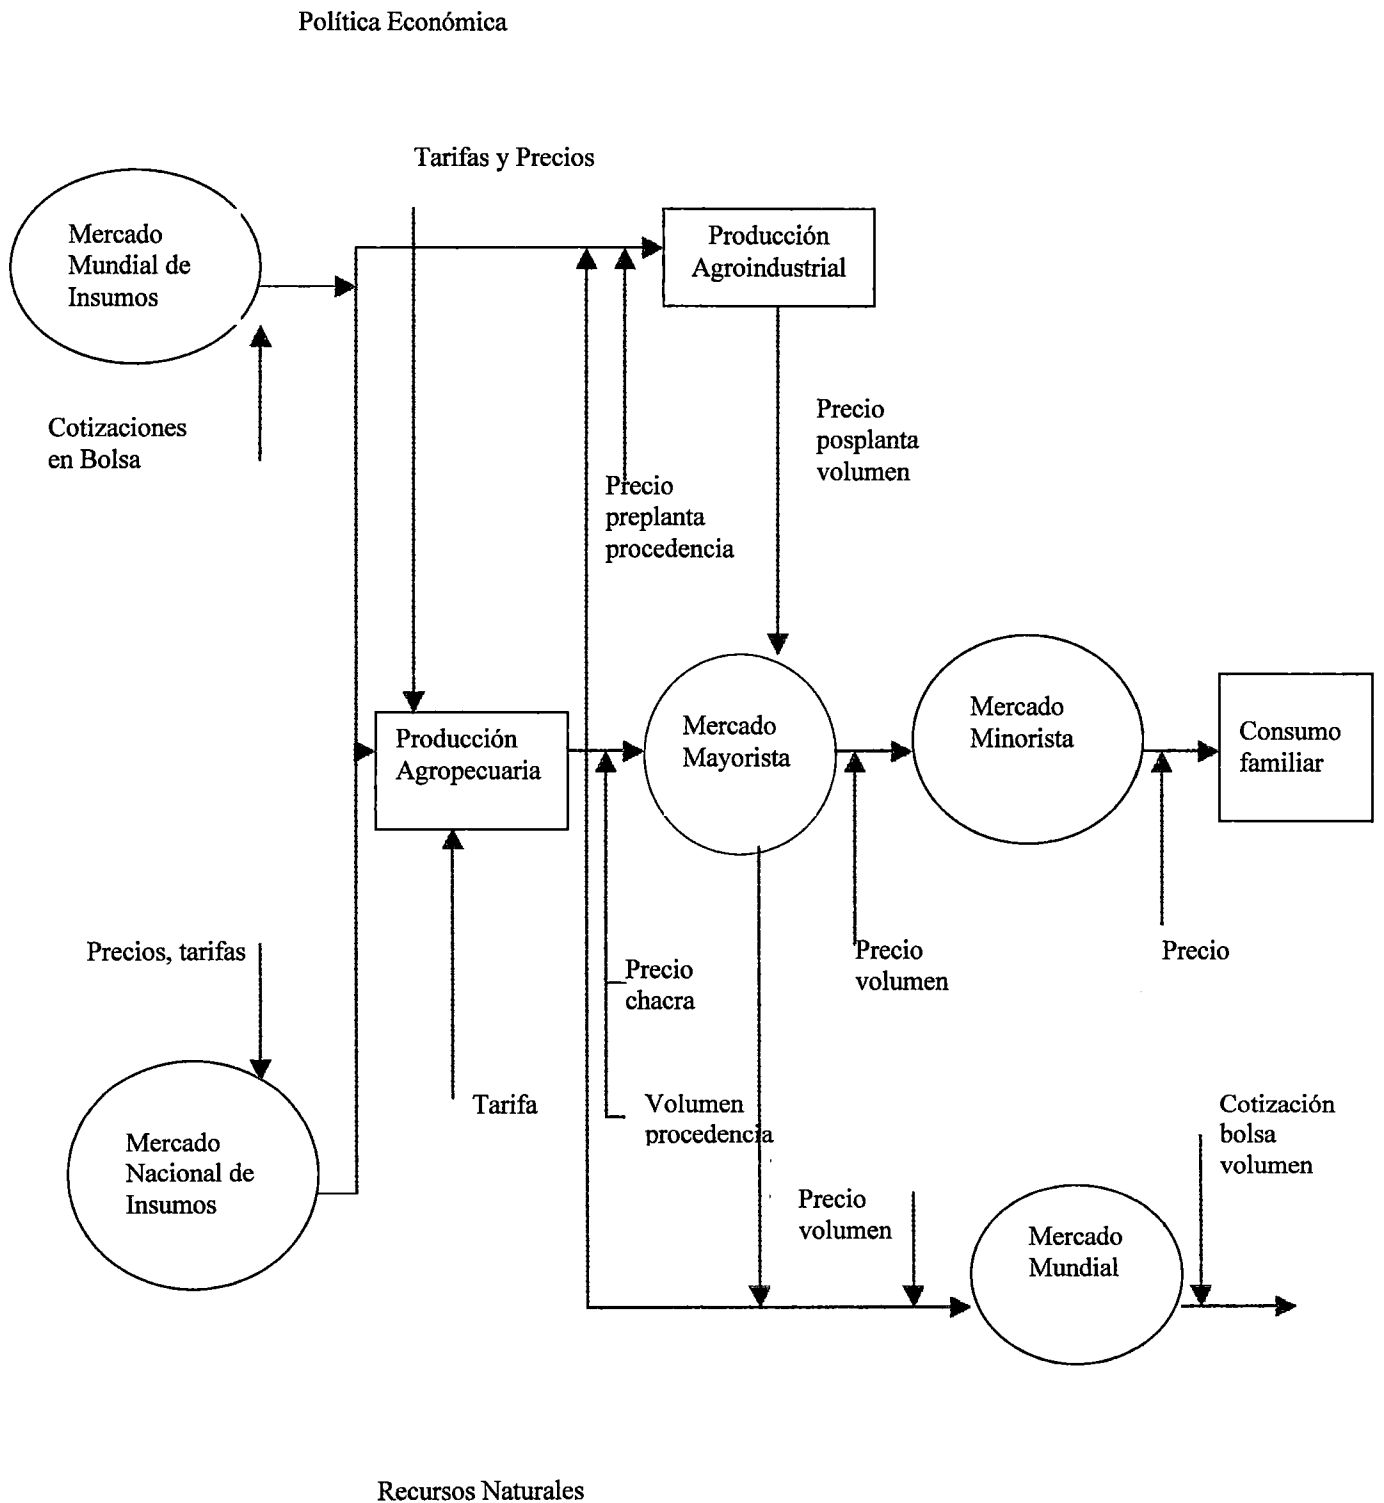 Política Económica
Tarifas y Precios
Mercado
Mundial de
Insumos
Producción
Agroindustrial
Cotizaciones
en Bolsa
Precio
posplanta
volumen
Precio
preplanta
procedencia
Producción
Agropecuaria
Mercado
Mayorista
Mercado
Minorista
Consumo
familiar
Precios, tarifas
Precio
chacra
Precio
volumen
Precio
Tarifa
Volumen
procedencia
Cotización
bolsa
volumen
Mercado
Nacional de
Insumos
Precio
volumen
Mercado
Mundial
Recursos Naturales